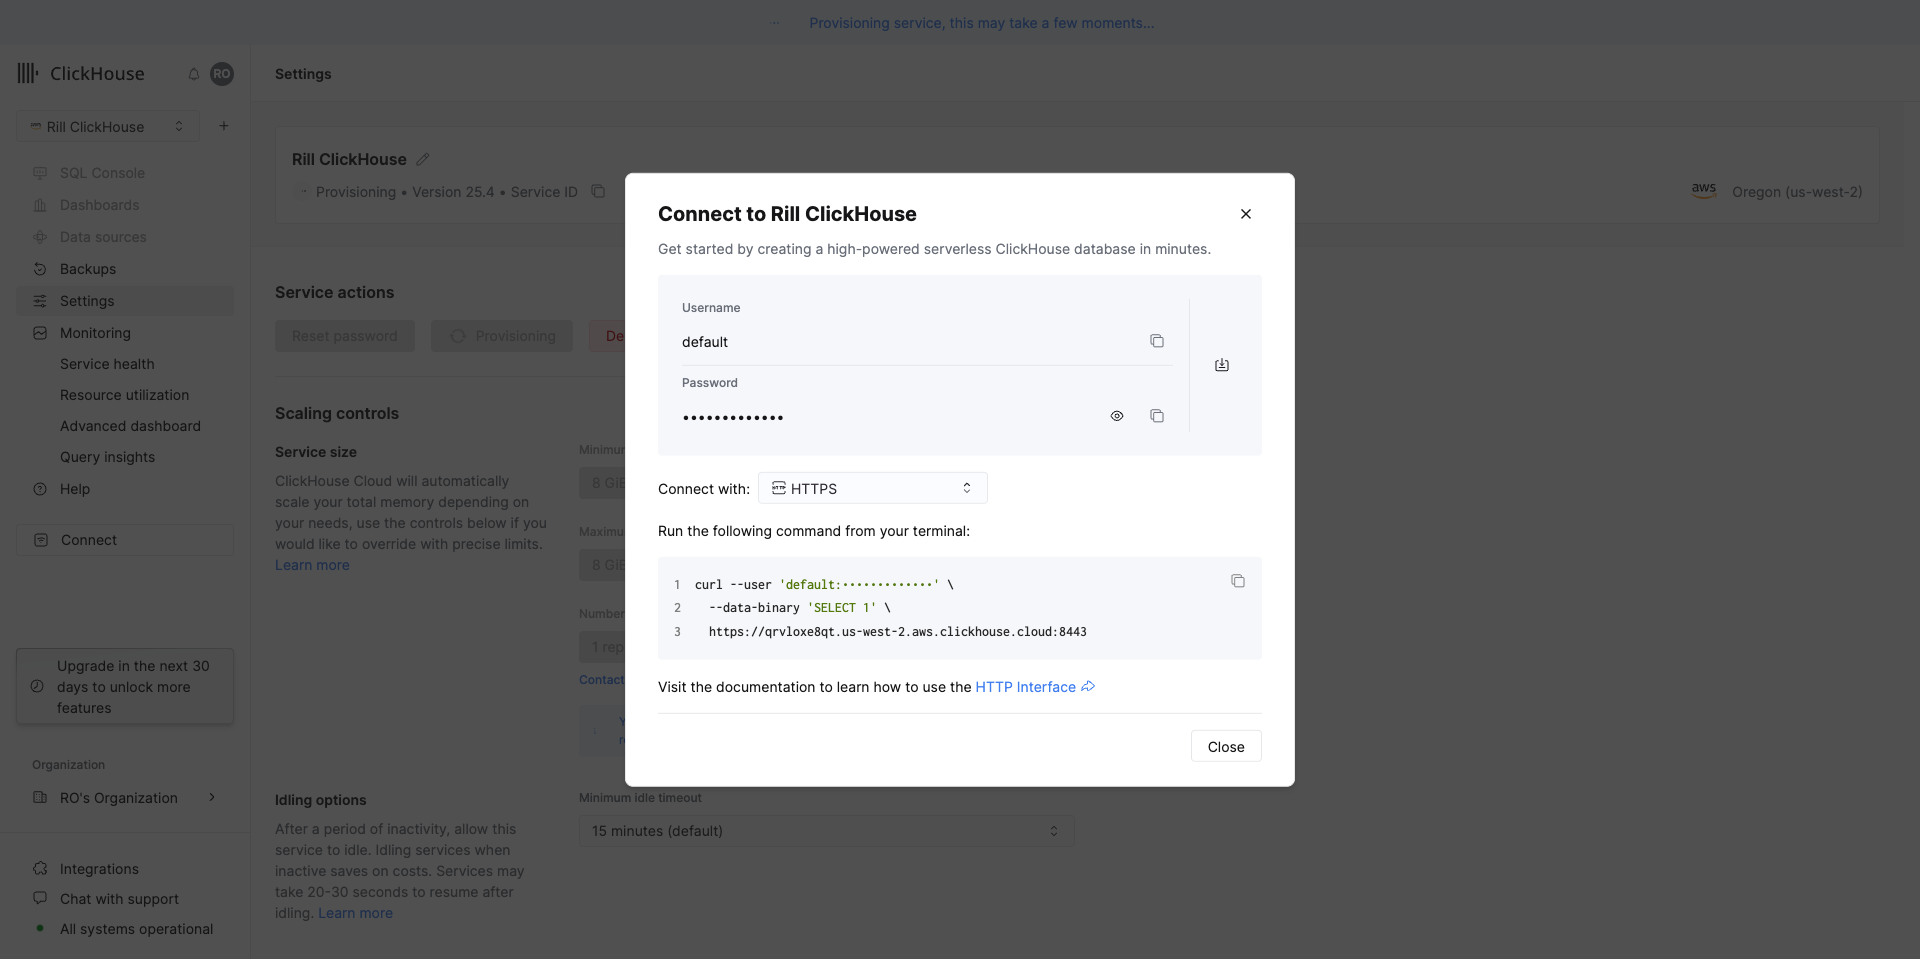 Provisioning service, this may take a few moments...
ClickHouse
RO
Settings
Rill ClickHouse
SQL Console
Dashboards
Data sources
Backups
Settings
Monitoring
Service health
Resource utilization
Advanced dashboard
Query insights
Help
Connect
Upgrade in the next 30
days to unlock more
features
Organization
RO's Organization
Integrations
Chat with support
All systems operational
Rill ClickHouse
Provisioning • Version 25.4 • Service ID
aws
Oregon (us-west-2)
Service actions
Reset password
Provisioning
De
Scaling controls
Service size
ClickHouse Cloud will automatically
scale your total memory depending on
your needs, use the controls below if you
would like to override with precise limits.
Learn more
Minimu
8 GiB
Maximu
8 GiB
Number
1 rep
Contact
Y
r
Idling options
After a period of inactivity, allow this
service to idle. Idling services when
inactive saves on costs. Services may
take 20-30 seconds to resume after
idling. Learn more
Minimum idle timeout
15 minutes (default)
Connect to Rill ClickHouse
Get started by creating a high-powered serverless ClickHouse database in minutes.
Username
default
Password
•••••••••••••
Connect with:
HTTPS
Run the following command from your terminal:
1 curl --user 'default:•••••••••••••' \
2 --data-binary 'SELECT 1' \
3 https://qrvloxe8qt.us-west-2.aws.clickhouse.cloud:8443
Visit the documentation to learn how to use the HTTP Interface
Close